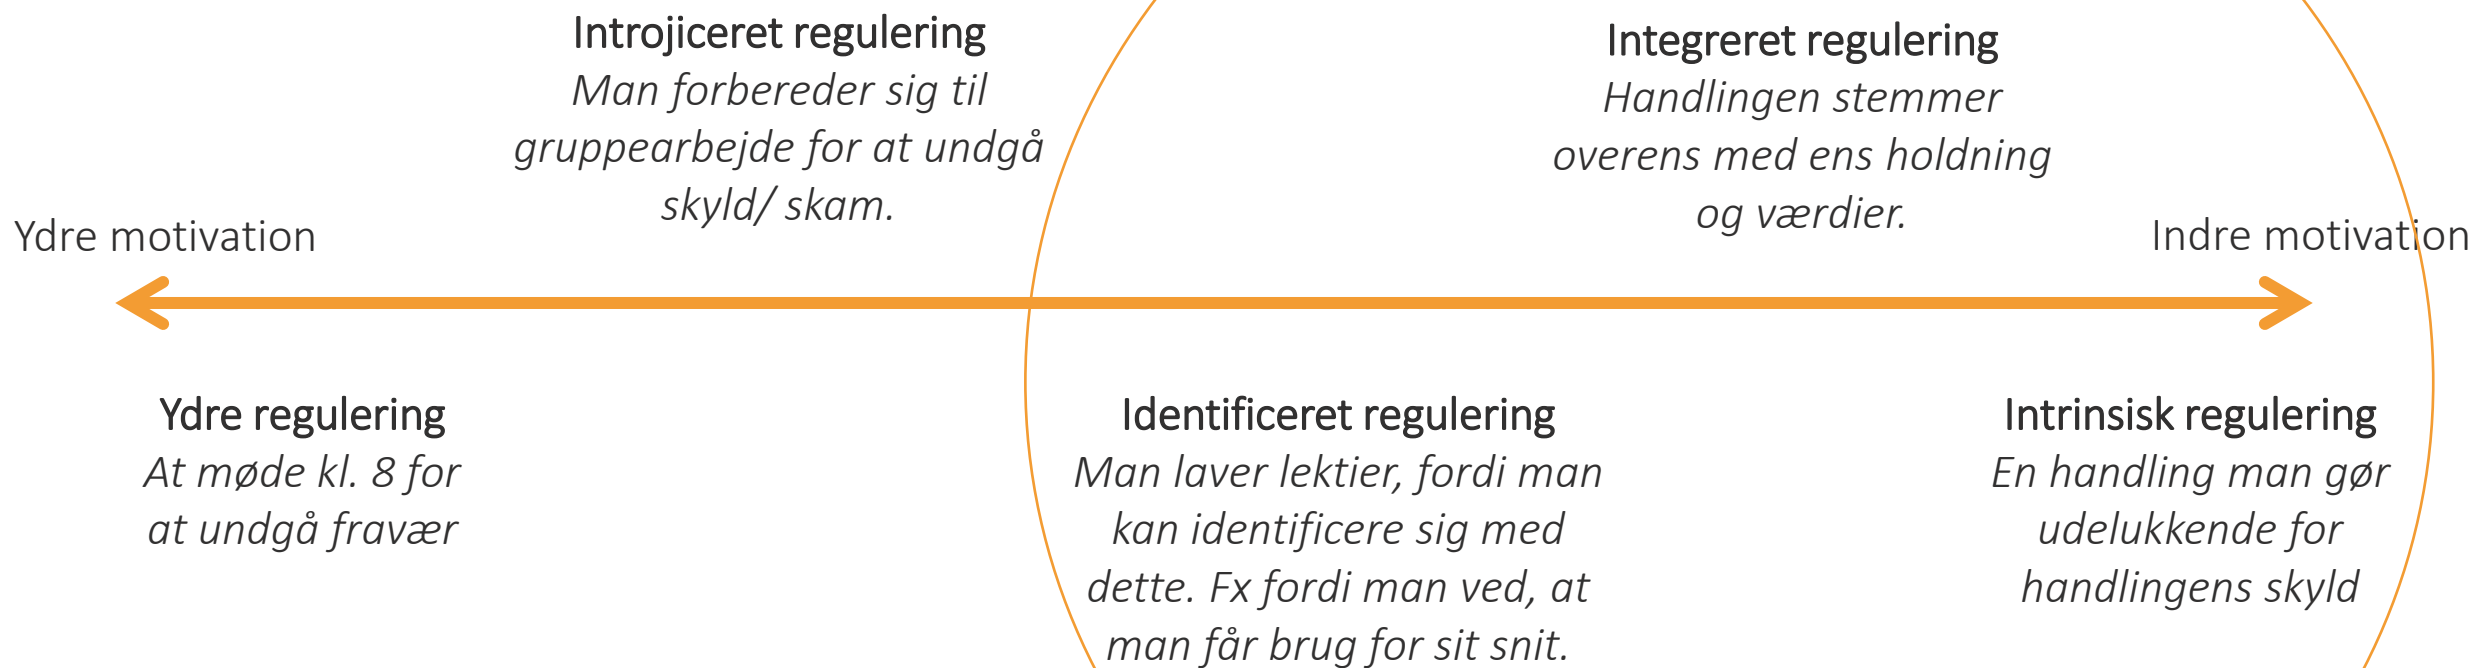 Introjiceret regulering
Man forbereder sig til
gruppearbejde for at undgå
skyld/ skam.
Integreret regulering
Handlingen stemmer
overens med ens holdning
og værdier.
Ydre motivation
Indre motivation
Ydre regulering
At møde kl. 8 for
at undgå fravær
Identificeret regulering
Man laver lektier, fordi man
kan identificere sig med
dette. Fx fordi man ved, at
man får brug for sit snit.
Intrinsisk regulering
En handling man gør
udelukkende for
handlingens skyld